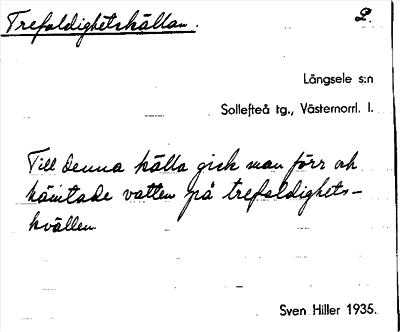 Trefaldighetskällan. 2.
Långsele s:n
Sollefteå tg., Västernorrl. l.
Till denna källa gick man förr och
hämtade vatten på trefaldighets-
kvällen
Sven Hiller 1935.